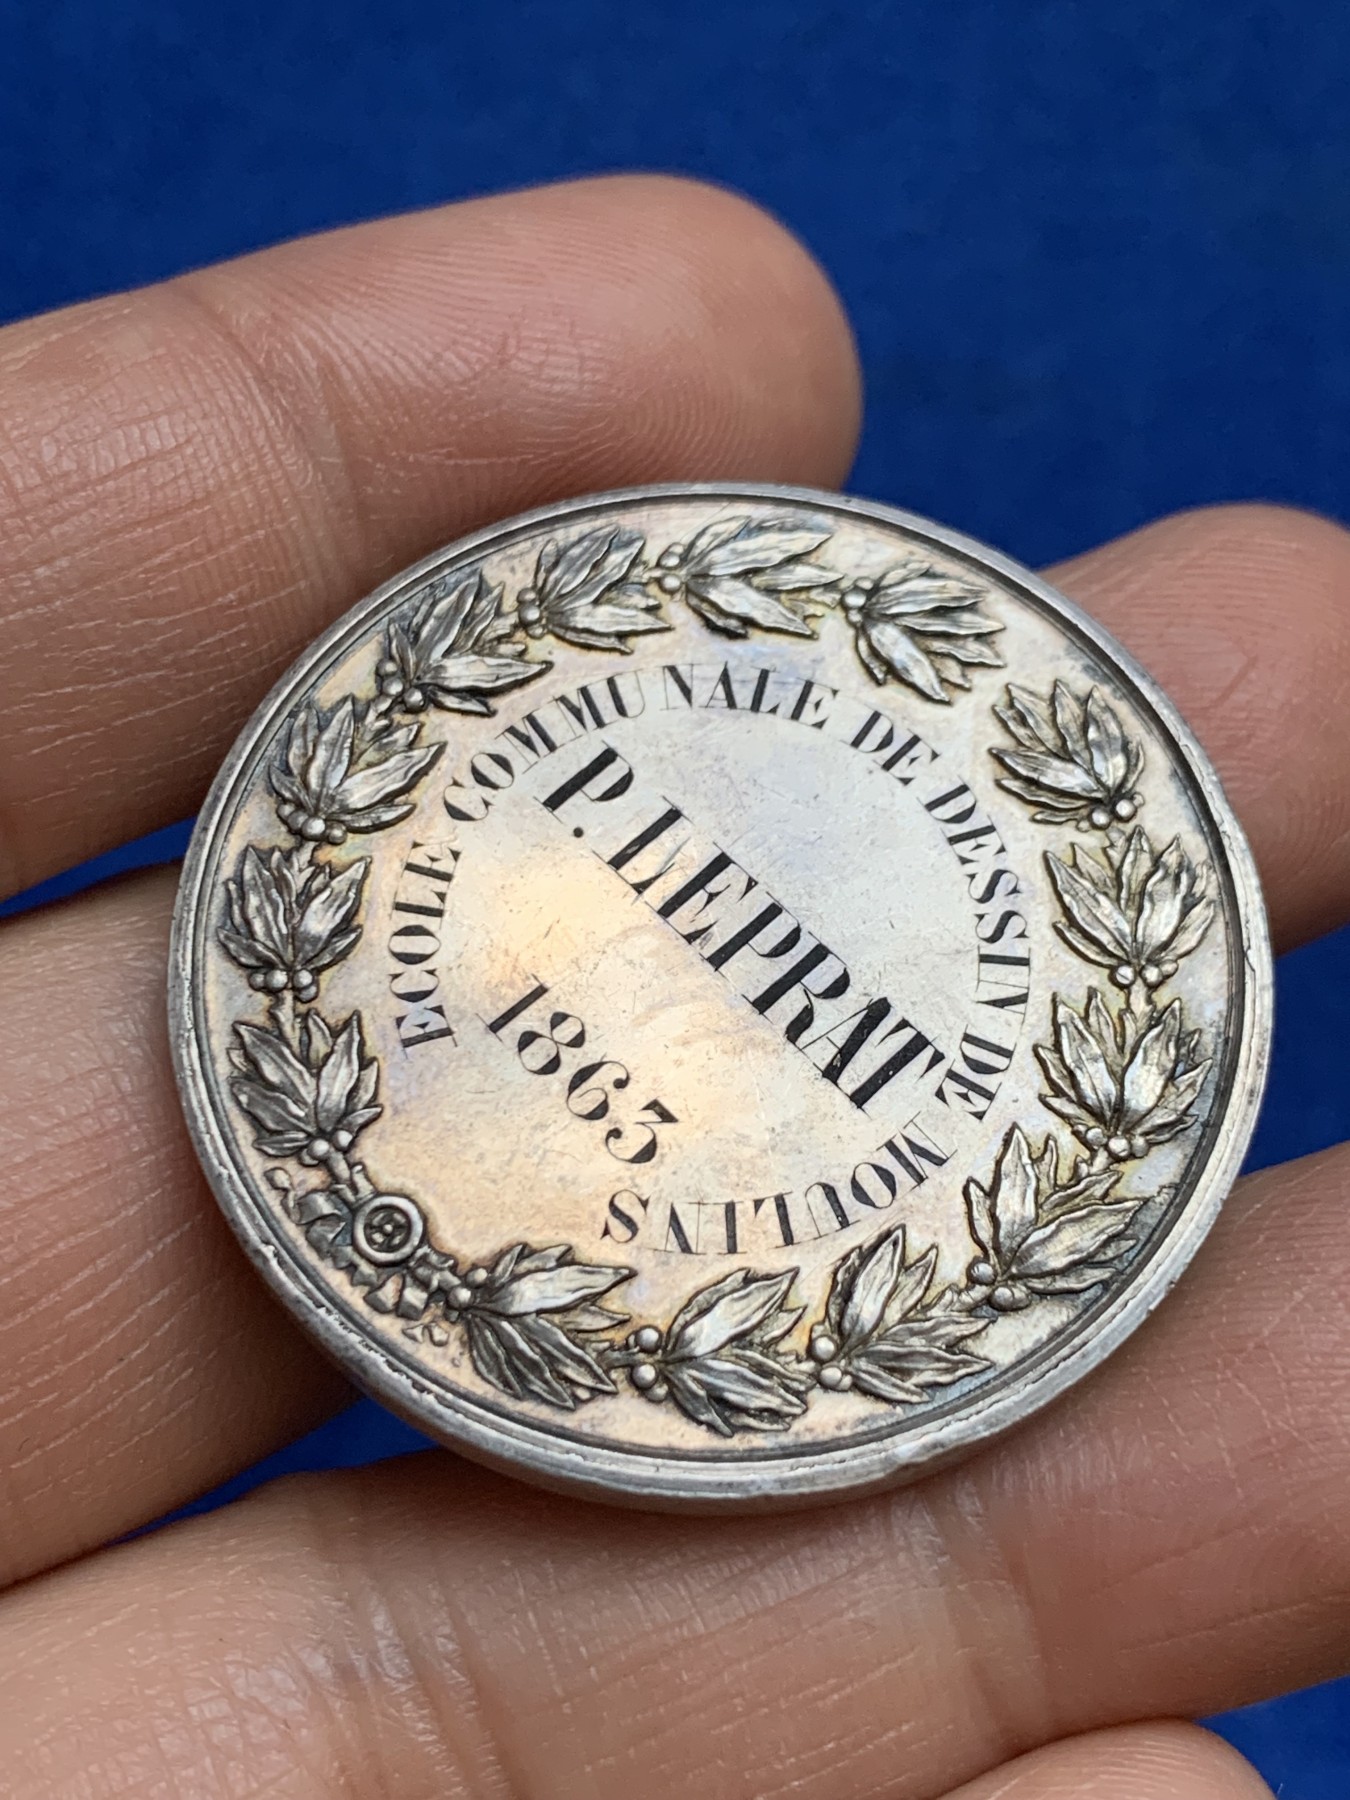 ECOLE COMMUNALE DE DESSIN DE MOULINS
P. LEPRAT
1863